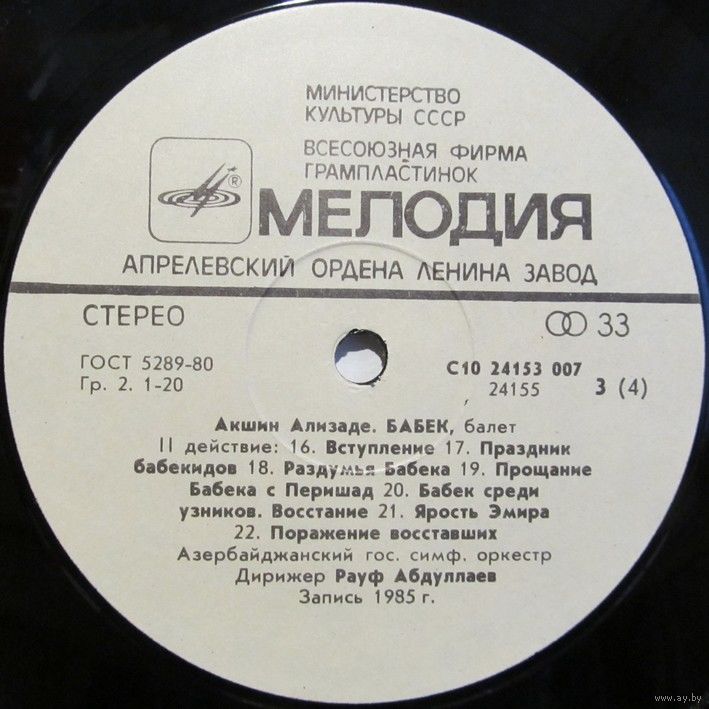 МИНИСТЕРСТВО
КУЛЬТУРЫ СССР
ВСЕСОЮЗНАЯ ФИРМА
ГРАМПЛАСТИНОК
®
МЕЛОДИЯ
АПРЕЛЕВСКИЙ ОРДЕНА ЛЕНИНА ЗАВОД
СТЕРЕО
33
ГОСТ 5289-80
Гр. 2. 1-20
С10 24153 007
24155
3 (4)
Акшин Ализаде. БАБЕК, балет
II действие: 16. Вступление 17. Праздник
бабекидов 18. Раздумья Бабека 19. Прощание
Бабека с Перишад 20. Бабек среди
узников. Восстание 21. Ярость Эмира
22. Поражение восставших
Азербайджанский гос. симф. оркестр
Дирижер Рауф Абдуллаев
Запись 1985 г.
www.ay.by